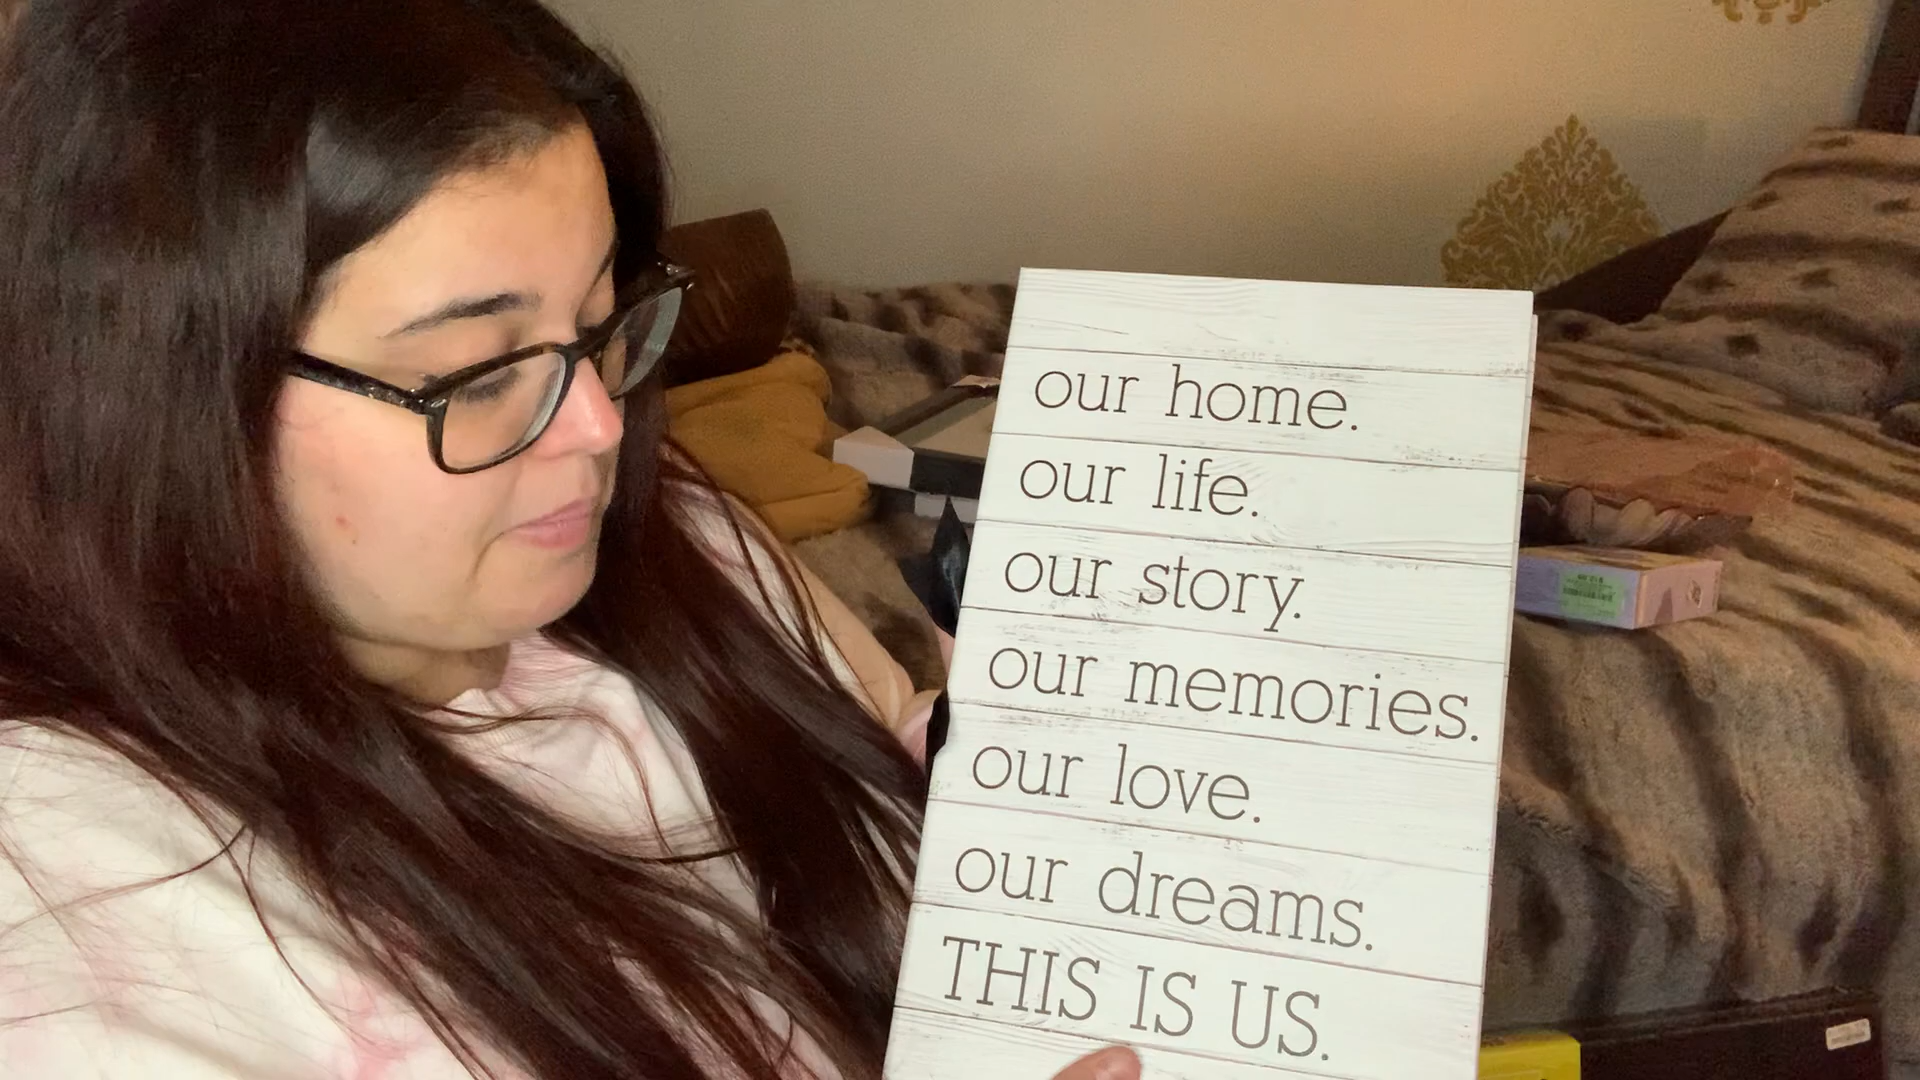 our home.
our life.
our story.
our memories.
our love.
our dreams.
THIS IS US.